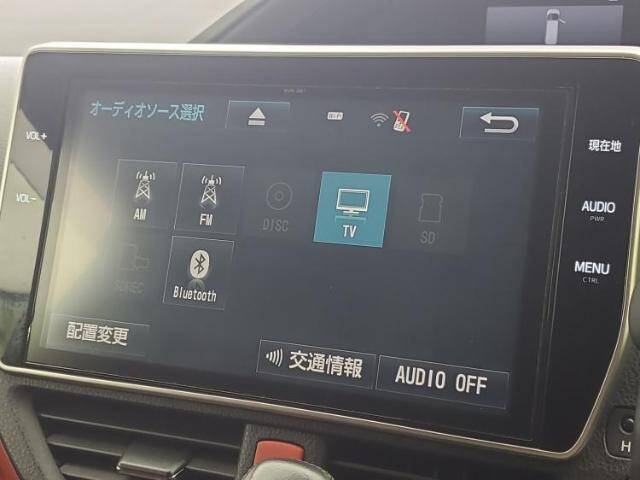 オーディオソース選択
現在地
VOL+
VOL-
AM
FM
DISC
TV
SD
AUDIO
PWR
MENU
CTRL
Bluetooth
配置変更
交通情報
AUDIO OFF
H